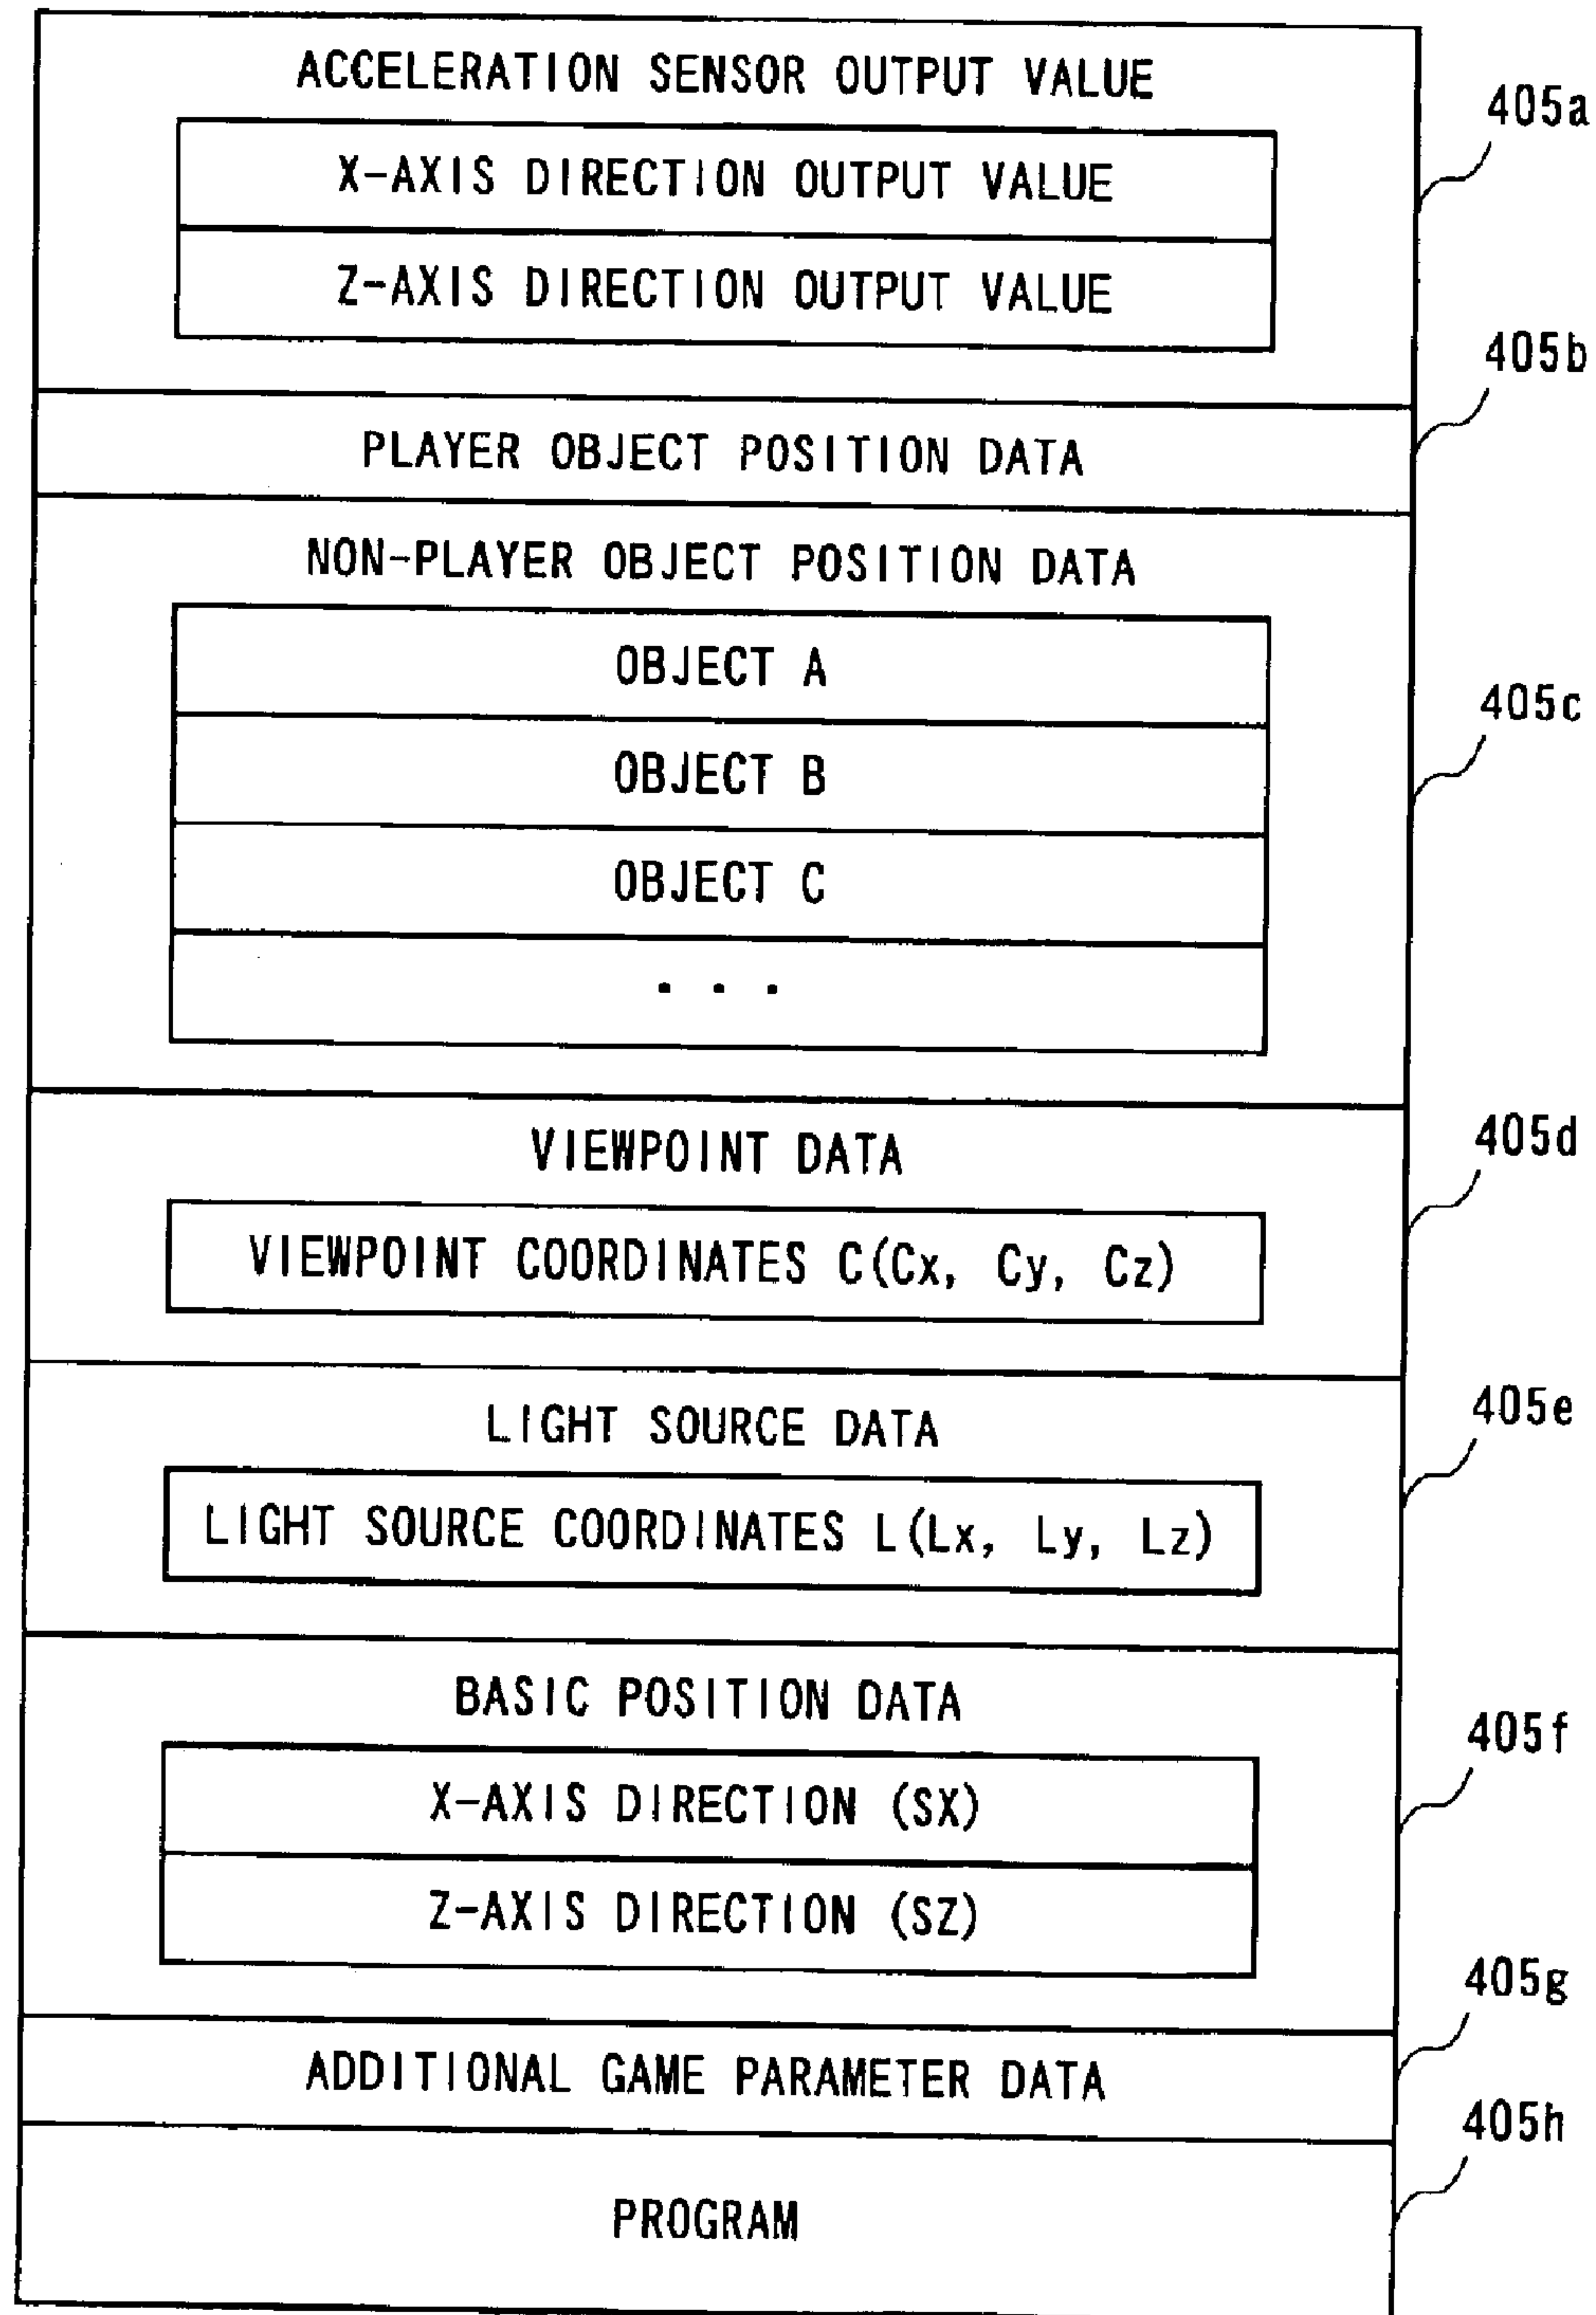 ACCELERATION SENSOR OUTPUT VALUE
405a
X-AXIS DIRECTION OUTPUT VALUE
Z-AXIS DIRECTION OUTPUT VALUE
405b
PLAYER OBJECT POSITION DATA
NON-PLAYER OBJECT POSITION DATA
OBJECT A
405c
OBJECT B
OBJECT C
. . .
VIEWPOINT DATA
405d
VIEWPOINT COORDINATES C(Cx, Cy, Cz)
LIGHT SOURCE DATA
405e
LIGHT SOURCE COORDINATES L(Lx, Ly, Lz)
BASIC POSITION DATA
405f
X-AXIS DIRECTION (SX)
Z-AXIS DIRECTION (SZ)
405g
ADDITIONAL GAME PARAMETER DATA
405h
PROGRAM